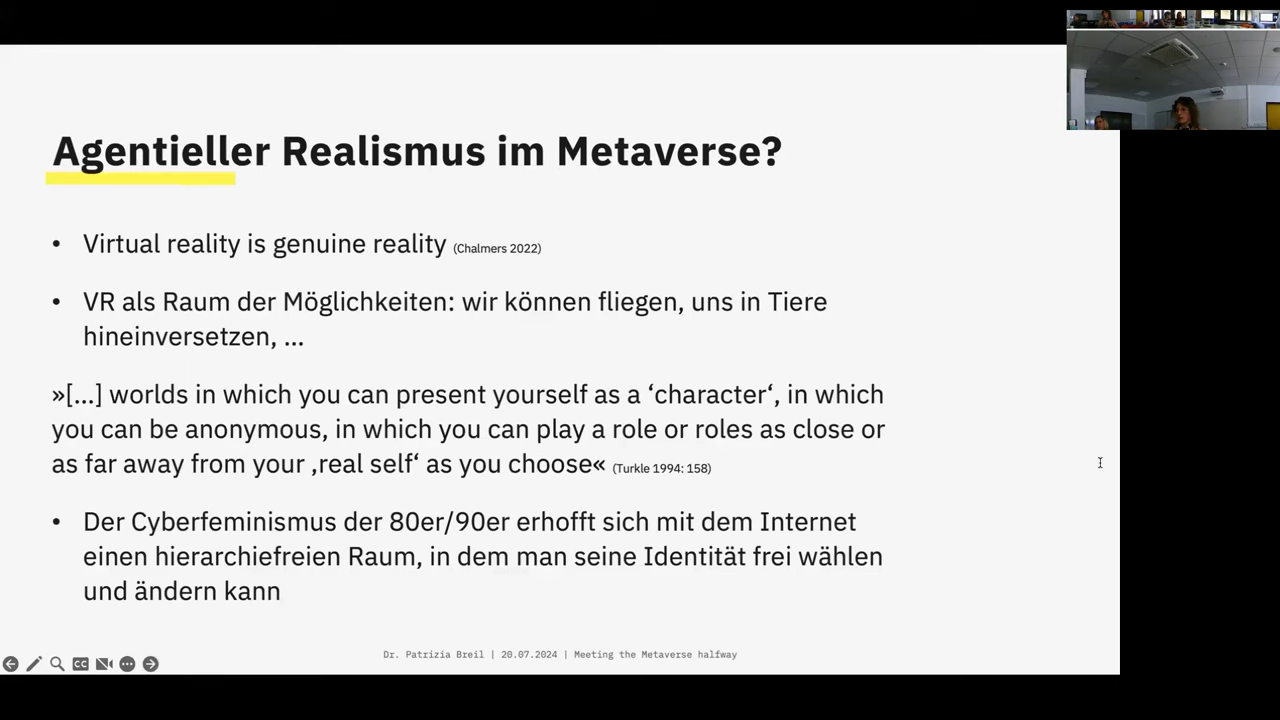 Agentieller Realismus im Metaverse?
• Virtual reality is genuine reality (Chalmers 2022)
• VR als Raum der Möglichkeiten: wir können fliegen, uns in Tiere
hineinversetzen, ...
»[...] worlds in which you can present yourself as a ‘character‘, in which
you can be anonymous, in which you can play a role or roles as close or
as far away from your ‚real self‘ as you choose« (Turkle 1994: 158)
• Der Cyberfeminismus der 80er/90er erhofft sich mit dem Internet
einen hierarchiefreien Raum, in dem man seine Identität frei wählen
und ändern kann
Dr. Patrizia Breil | 20.07.2024 | Meeting the Metaverse halfway
CC